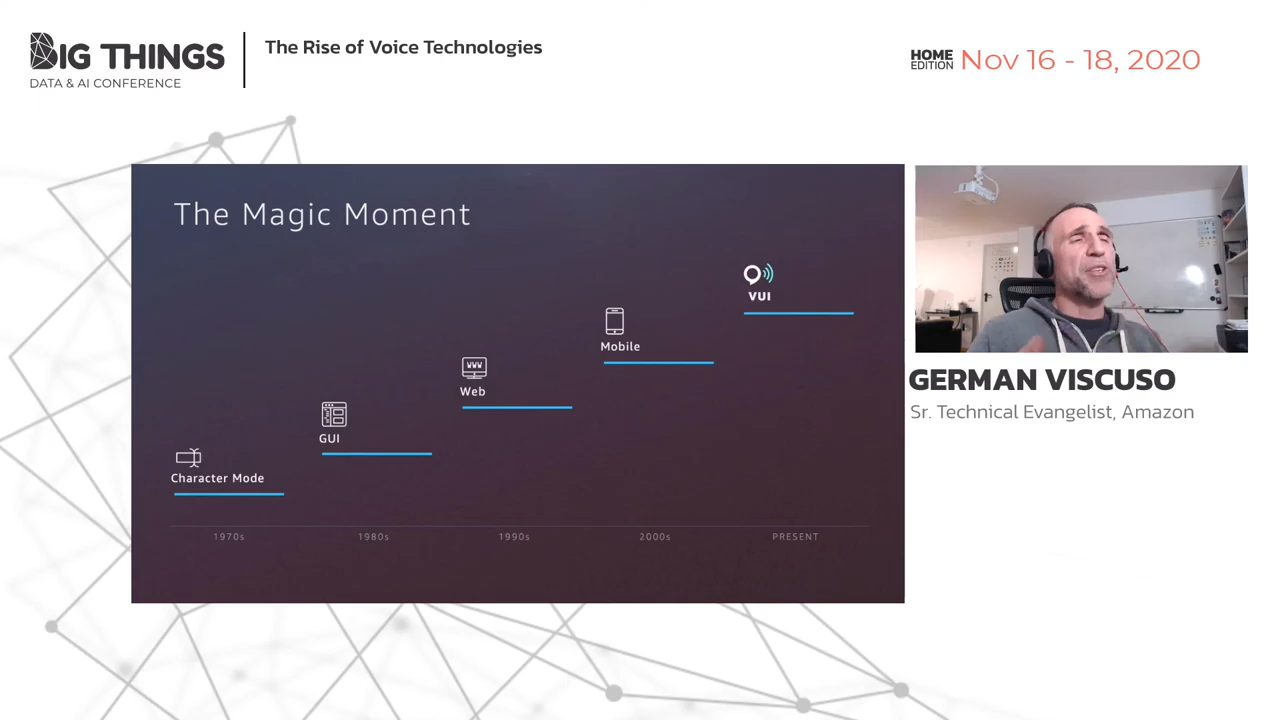 BIG THINGS
DATA & AI CONFERENCE
The Rise of Voice Technologies
HOME
EDITION
Nov 16 - 18, 2020
The Magic Moment
VUI
Mobile
WWW
Web
GUI
Character Mode
1970s
1980s
1990s
2000s
PRESENT
GERMAN VISCUSO
Sr. Technical Evangelist, Amazon